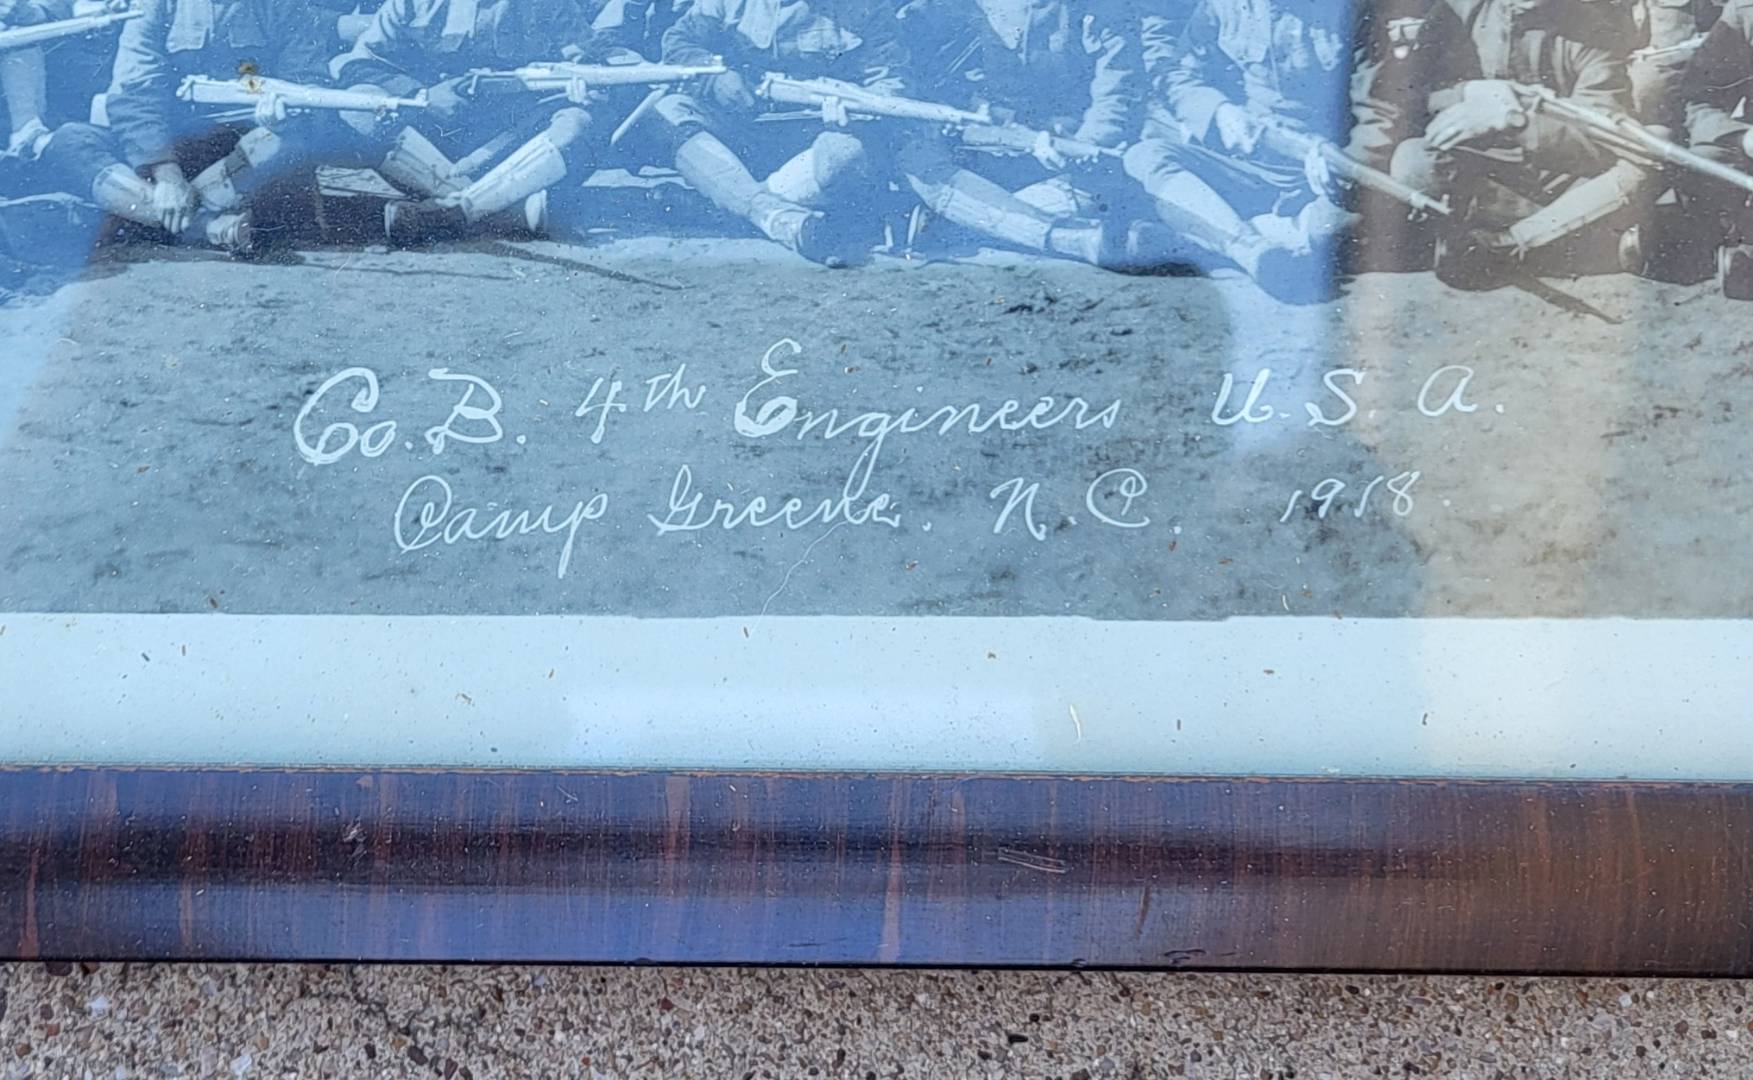 Co. B. 4th Engineers U. S. A.
Camp Greene. N. C. 1918.